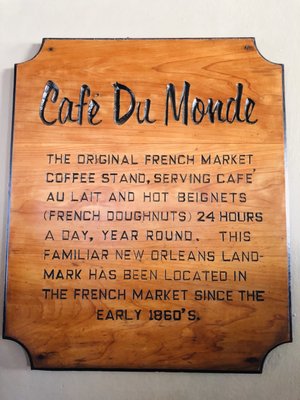 Café Du Monde
THE ORIGINAL FRENCH MARKET
COFFEE STAND, SERVING CAFÉ
AU LAIT AND HOT BEIGNETS
(FRENCH DOUGHNUTS) 24 HOURS
A DAY, YEAR ROUND. THIS
FAMILIAR NEW ORLEANS LAND-
MARK HAS BEEN LOCATED IN
THE FRENCH MARKET SINCE THE
EARLY 1860'S.